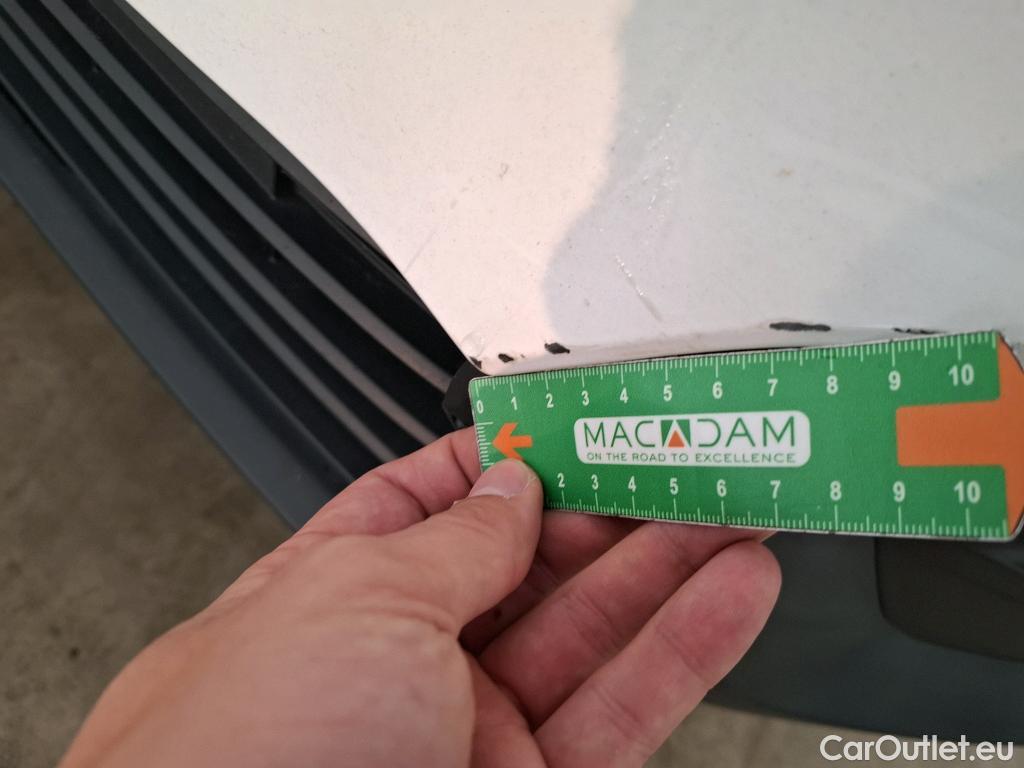 0 1 2 3 4 5 6 7 8 9 10
MACADAM
ON THE ROAD TO EXCELLENCE
2 3 4 5 6 7 8 9 10
CarOutlet.eu